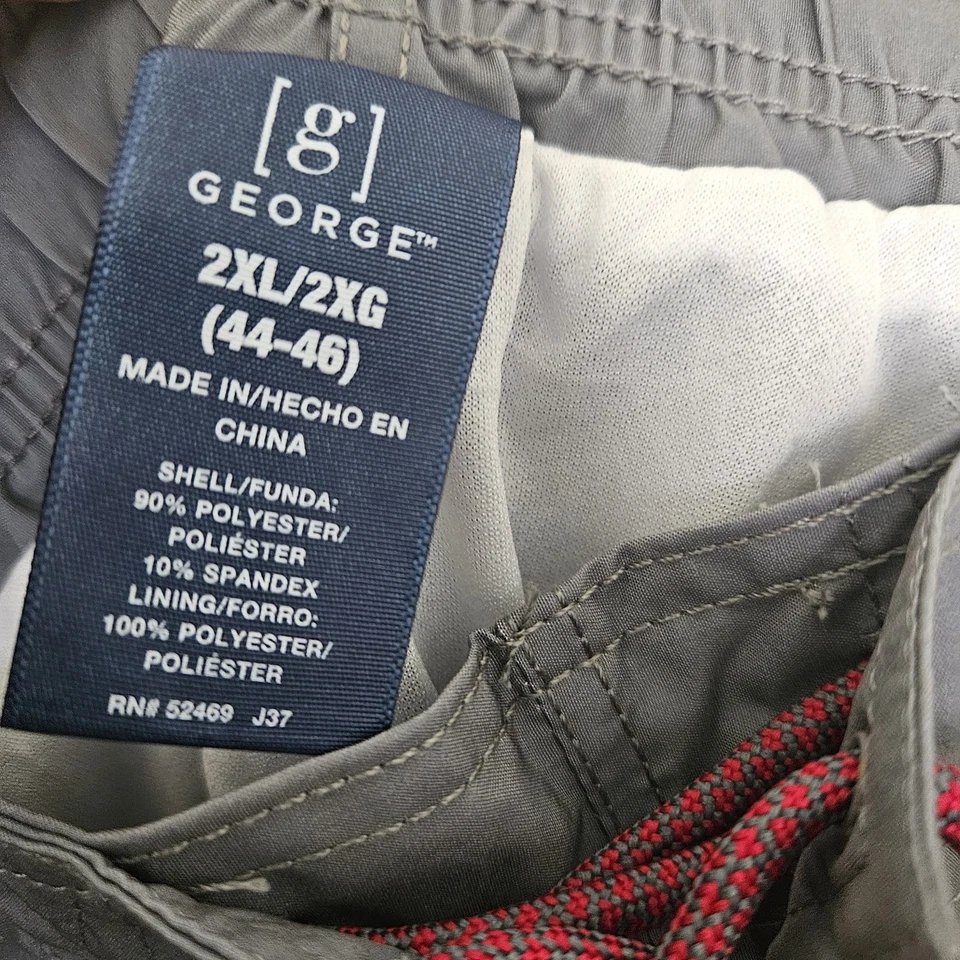 [g]
GEORGE™
2XL/2XG
(44-46)
MADE IN/HECHO EN
CHINA
SHELL/FUNDA:
90% POLYESTER/
POLIÉSTER
10% SPANDEX
LINING/FORRO:
100% POLYESTER/
POLIÉSTER
RN# 52469 J37